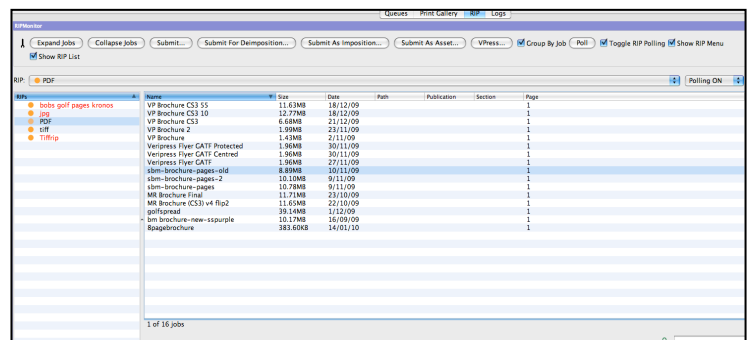 Queues Print Gallery RIP Logs
RIPMonitor
Expand Jobs Collapse Jobs Submit... Submit For Deimposition... Submit As Imposition... Submit As Asset... VPress... Group By Job Poll Toggle RIP Polling Show RIP Menu
Show RIP List
RIP: PDF Polling ON
RIPs Name Size Date Path Publication Section Page
bobs golf pages kronos VP Brochure CS3 55 11.63MB 18/12/09 1
jpg VP Brochure CS3 10 12.77MB 18/12/09 1
PDF VP Brochure CS3 6.68MB 21/12/09 1
tiff VP Brochure 2 1.99MB 23/11/09 1
Tiffrip VP Brochure 1.43MB 2/11/09 1
Veripress Flyer GATF Protected 1.96MB 30/11/09 1
Veripress Flyer GATF Centred 1.96MB 30/11/09 1
Veripress Flyer GATF 1.96MB 27/11/09 1
sbm-brochure-pages-old 8.89MB 10/11/09 1
sbm-brochure-pages-2 10.10MB 9/11/09 1
sbm-brochure-pages 10.78MB 9/11/09 1
MR Brochure Final 11.71MB 23/10/09 1
MR Brochure (CS3) v4 flip2 11.65MB 22/10/09 1
golfspread 39.14MB 1/12/09 1
bm brochure-new-sspurple 10.17MB 16/09/09 1
8pagebrochure 383.60KB 14/01/10 1
1 of 16 jobs